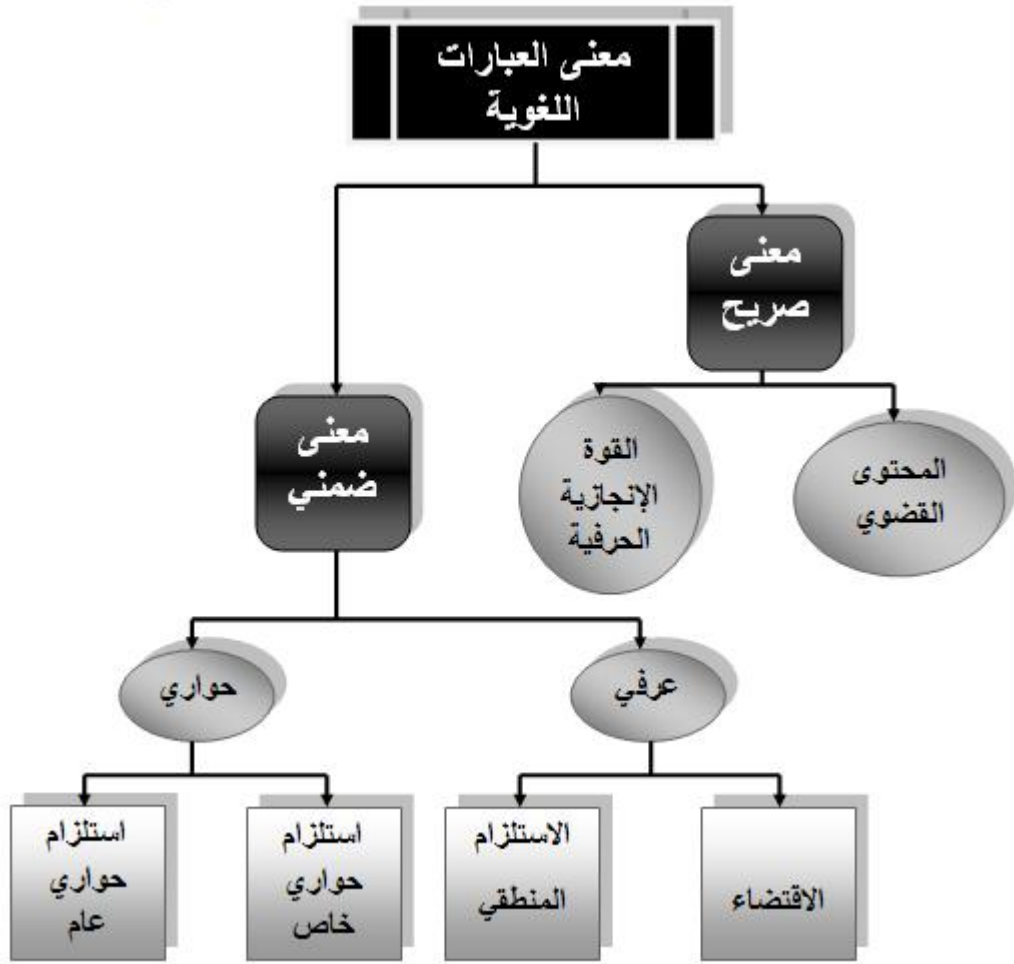 معنى العبارات
اللغوية
معنى
صريح
المحتوى
القضوي
القوة
الإنجازية
الحرفية
معنى
ضمني
عرفي
حواري
الاقتضاء
الاستلزام
المنطقي
استلزام
حواري
خاص
استلزام
حواري
عام